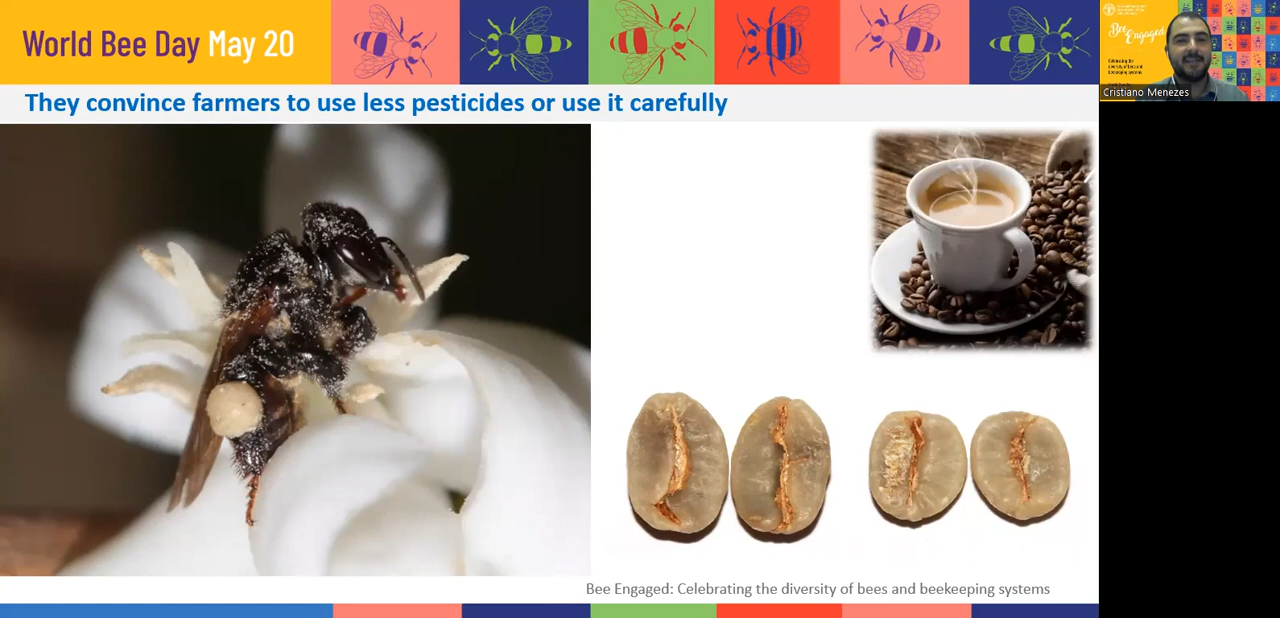 World Bee Day May 20
Bee Engaged
Cristiano Menezes
They convince farmers to use less pesticides or use it carefully
Bee Engaged: Celebrating the diversity of bees and beekeeping systems